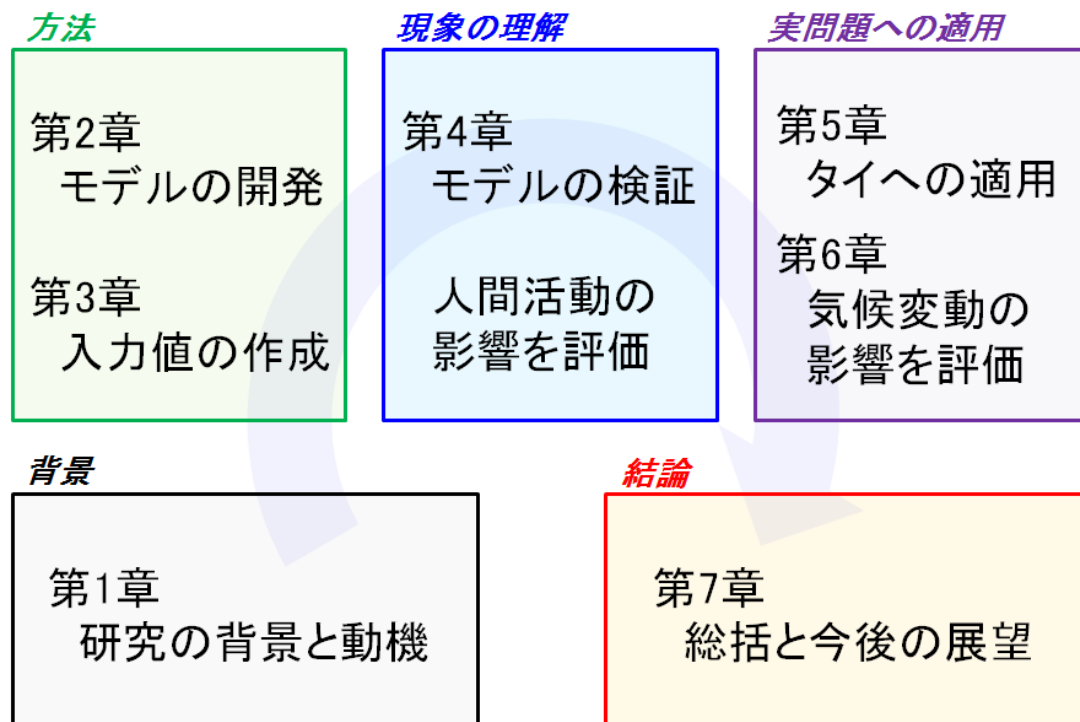 方法
第2章
モデルの開発
第3章
入力値の作成
現象の理解
第4章
モデルの検証
人間活動の
影響を評価
実問題への適用
第5章
タイへの適用
第6章
気候変動の
影響を評価
背景
第1章
研究の背景と動機
結論
第7章
総括と今後の展望